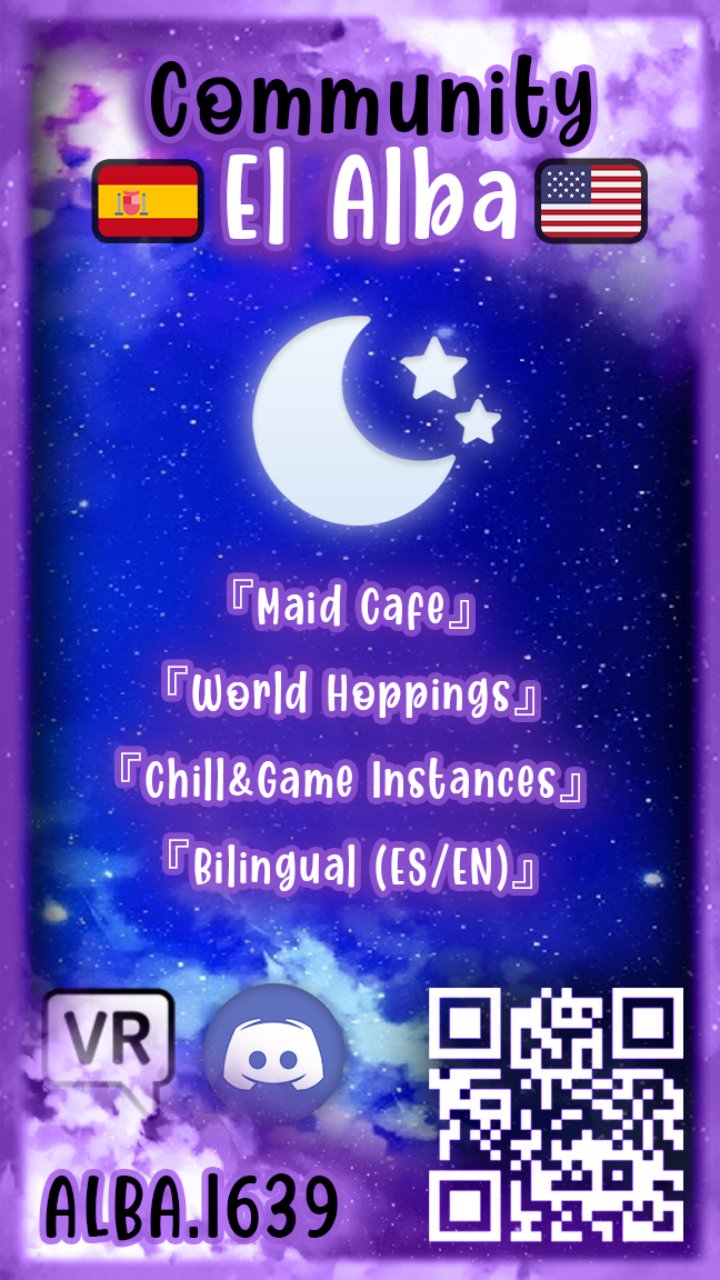 Community
El Alba
『Maid Cafe』
『World Hoppings』
『Chill&Game Instances』
『Bilingual (ES/EN)』
VR
ALBA.1639